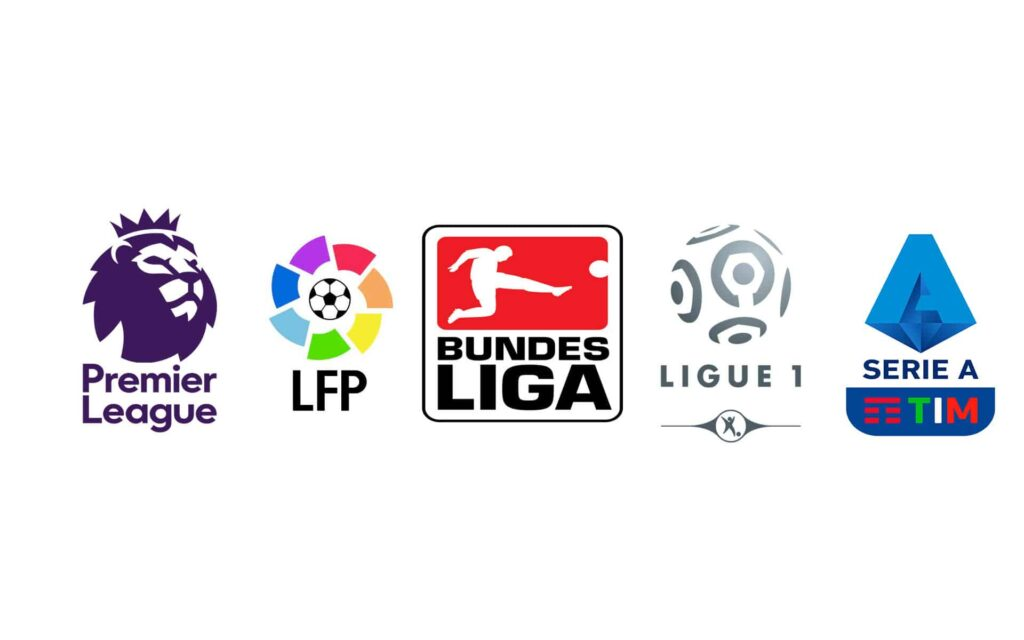 Premier
League
LFP
BUNDES
LIGA
LIGUE 1
SERIE A
TIM